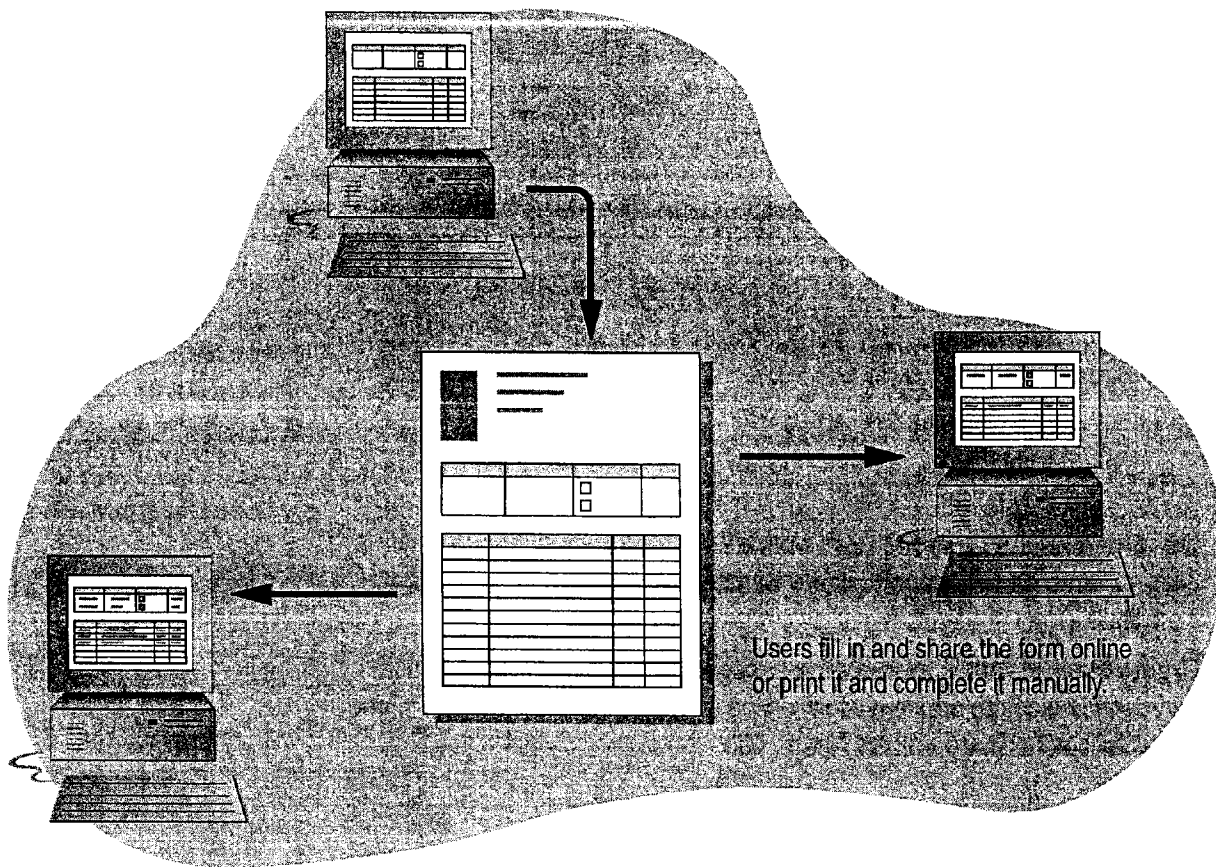 Users fill in and share the form online
or print it and complete it manually.